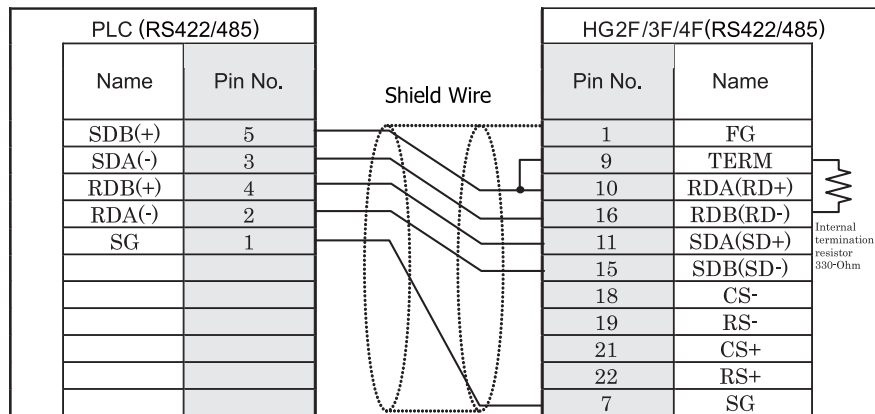 PLC (RS422/485) HG2F/3F/4F(RS422/485)
Name Pin No. Shield Wire Pin No. Name
SDB(+) 5 1 FG
SDA(-) 3 9 TERM
RDB(+) 4 10 RDA(RD+)
RDA(-) 2 16 RDB(RD-)
SG 1 11 SDA(SD+)
15 SDB(SD-)
18 CS-
19 RS-
21 CS+
22 RS+
7 SG
Internal
termination
resistor
330-Ohm